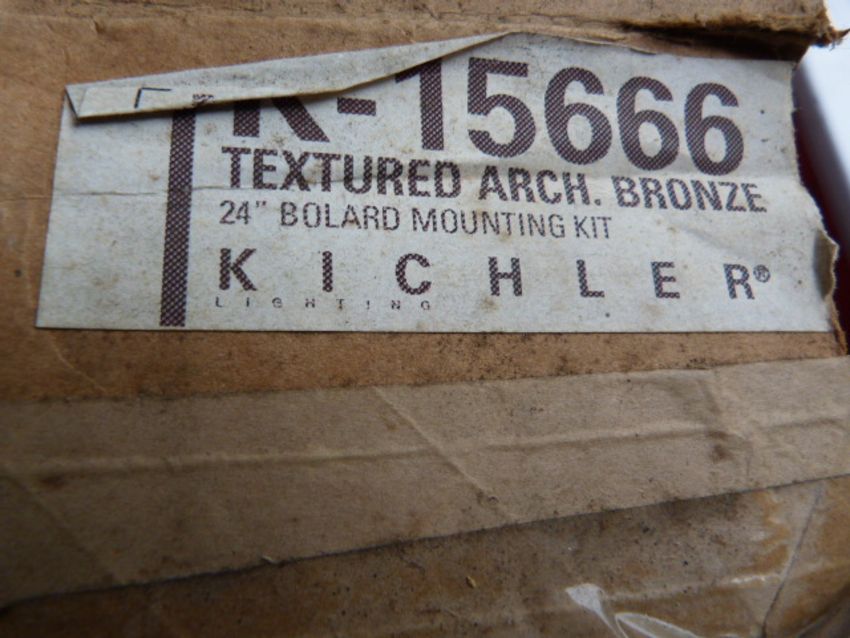 K-15666
TEXTURED ARCH. BRONZE
24" BOLARD MOUNTING KIT
KICHLER®
LIGHTING